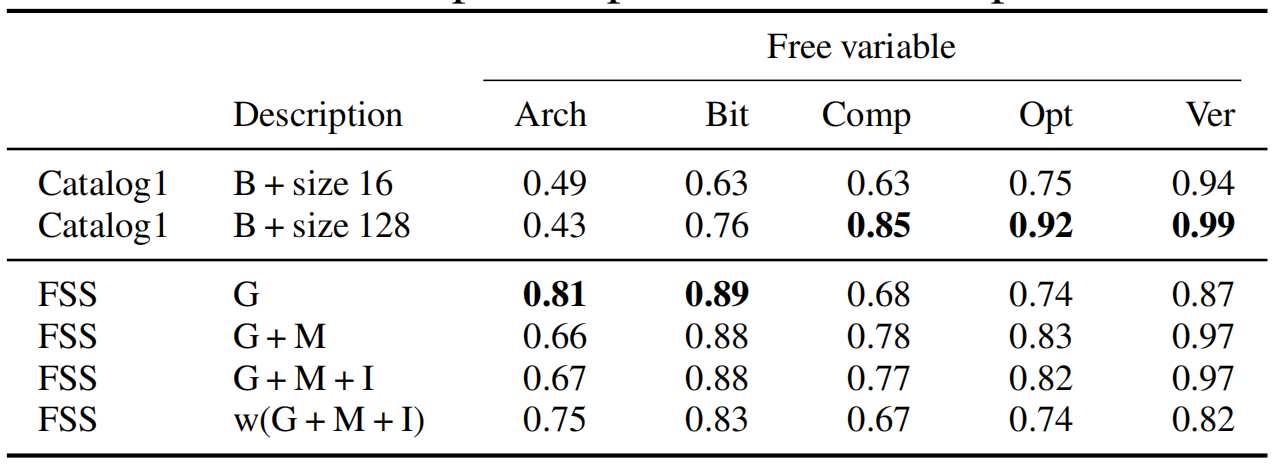 Free variable
Description Arch Bit Comp Opt Ver
Catalog1 B + size 16 0.49 0.63 0.63 0.75 0.94
Catalog1 B + size 128 0.43 0.76 0.85 0.92 0.99
FSS G 0.81 0.89 0.68 0.74 0.87
FSS G + M 0.66 0.88 0.78 0.83 0.97
FSS G + M + I 0.67 0.88 0.77 0.82 0.97
FSS w(G + M + I) 0.75 0.83 0.67 0.74 0.82